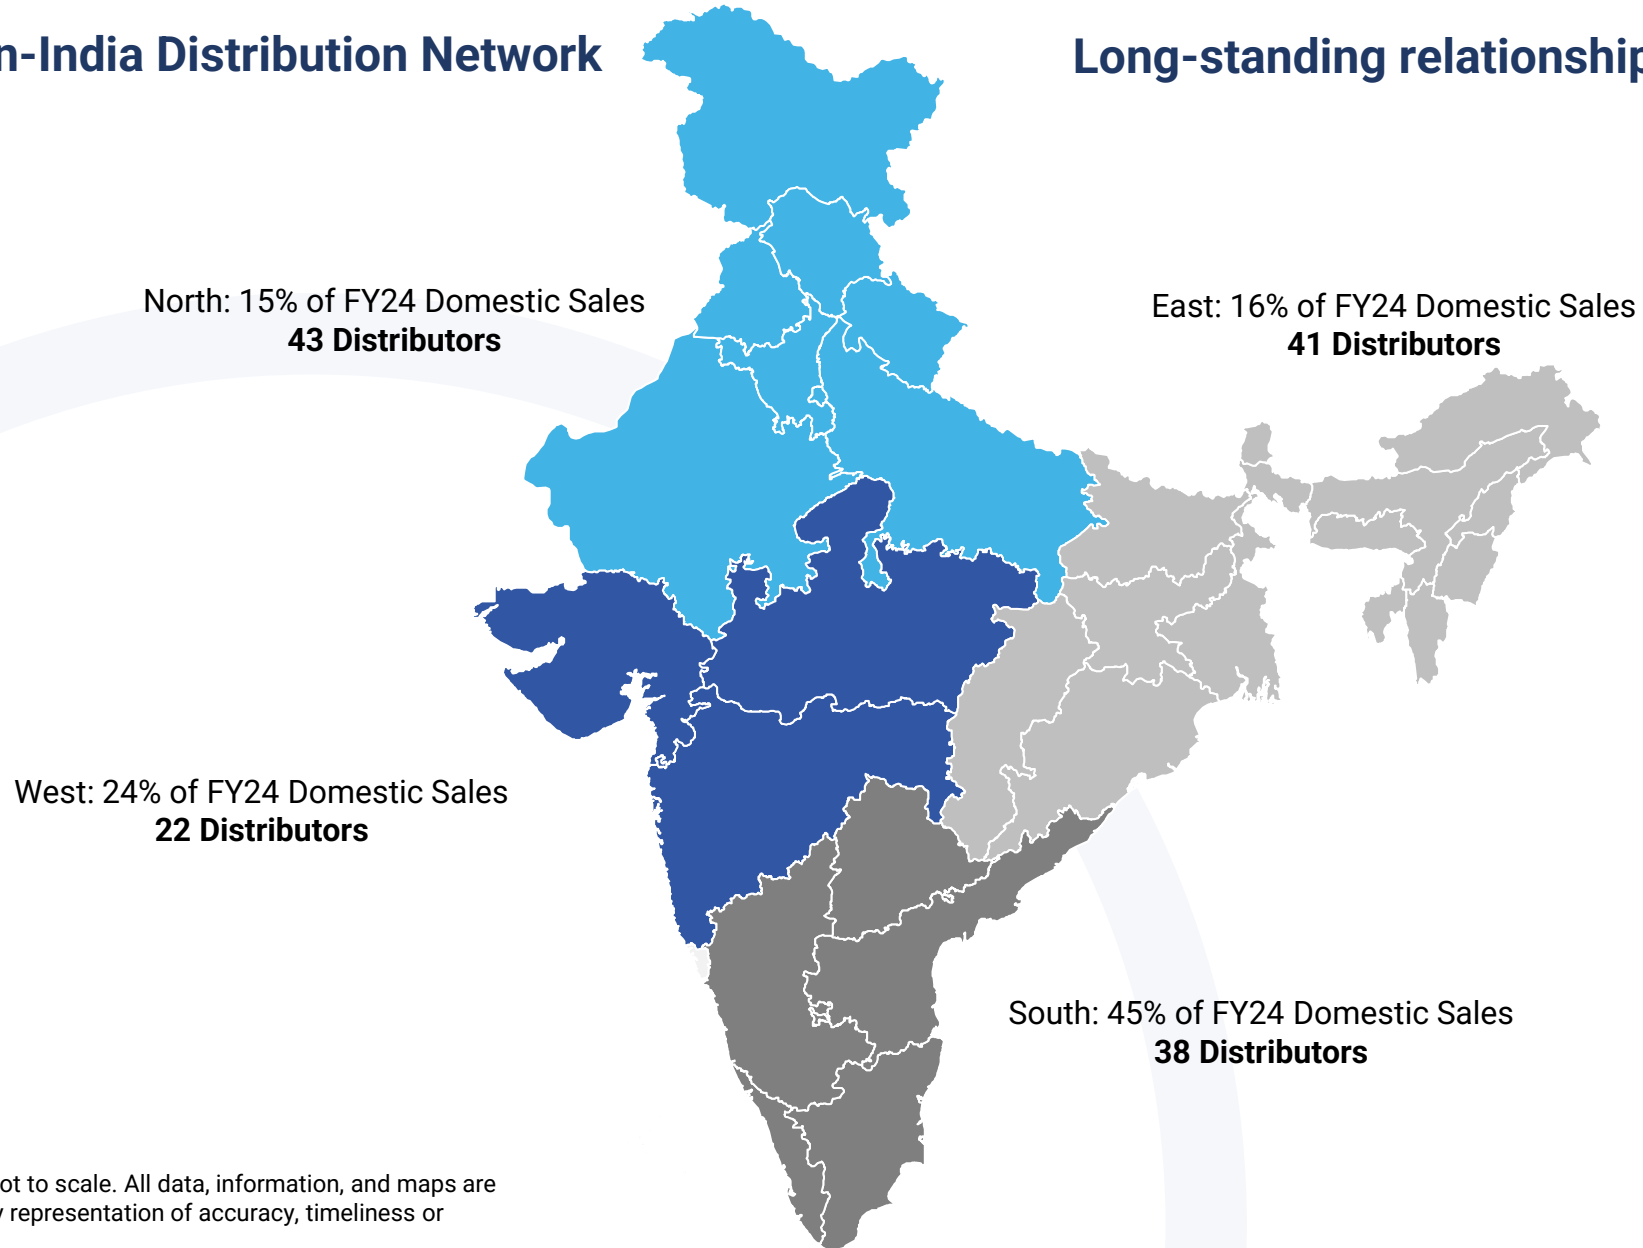 n-India Distribution Network
Long-standing relationship
North: 15% of FY24 Domestic Sales
43 Distributors
East: 16% of FY24 Domestic Sales
41 Distributors
West: 24% of FY24 Domestic Sales
22 Distributors
South: 45% of FY24 Domestic Sales
38 Distributors
ot to scale. All data, information, and maps are
representation of accuracy, timeliness or